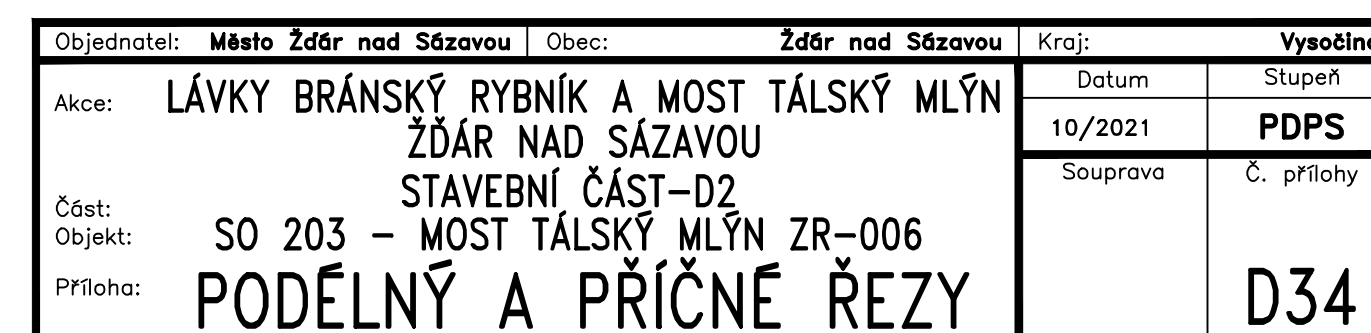 Objednatel: Město Žďár nad Sázavou Obec: Žďár nad Sázavou Kraj: Vysočina
Akce: LÁVKY BRÁNSKÝ RYBNÍK A MOST TÁLSKÝ MLÝN
ŽĎÁR NAD SÁZAVOU
Datum Stupeň
10/2021 PDPS
Část: STAVEBNÍ ČÁST-D2
Objekt: SO 203 - MOST TÁLSKÝ MLÝN ZR-006
Příloha: PODÉLNÝ A PŘÍČNÉ ŘEZY
Souprava Č. přílohy
D34